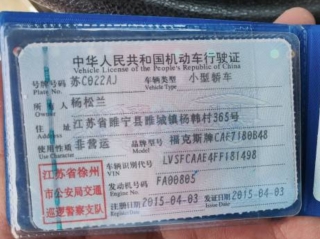 中华人民共和国机动车行驶证
Vehicle License of the People's Republic of China
号牌号码 苏C022AJ 车辆类型 小型轿车
Plate No. Vehicle Type
所有人 杨松兰
Owner
住址 江苏省睢宁县睢城镇杨韩村365号
Address
使用性质 非营运 品牌型号 福克斯牌CAF7180B48
Use Character Model
江苏省徐州
市公安局交通
巡逻警察支队
车辆识别代号 LVSFCAAE4FF181498
VIN
发动机号码 FA00805
Engine No.
注册日期 2015-04-03 发证日期 2015-04-03
Register Date Issue Date